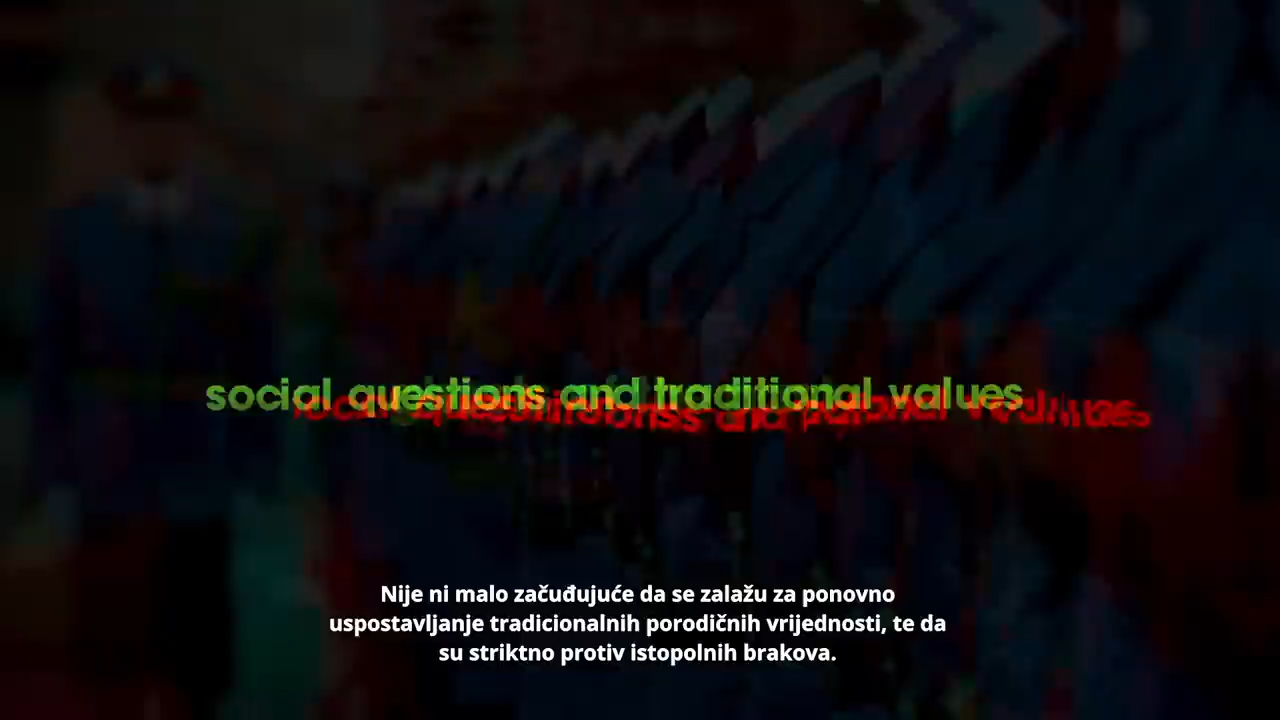 social questions and traditional values
Nije ni malo začuđujuće da se zalažu za ponovno
uspostavljanje tradicionalnih porodičnih vrijednosti, te da
su striktno protiv istopolnih brakova.